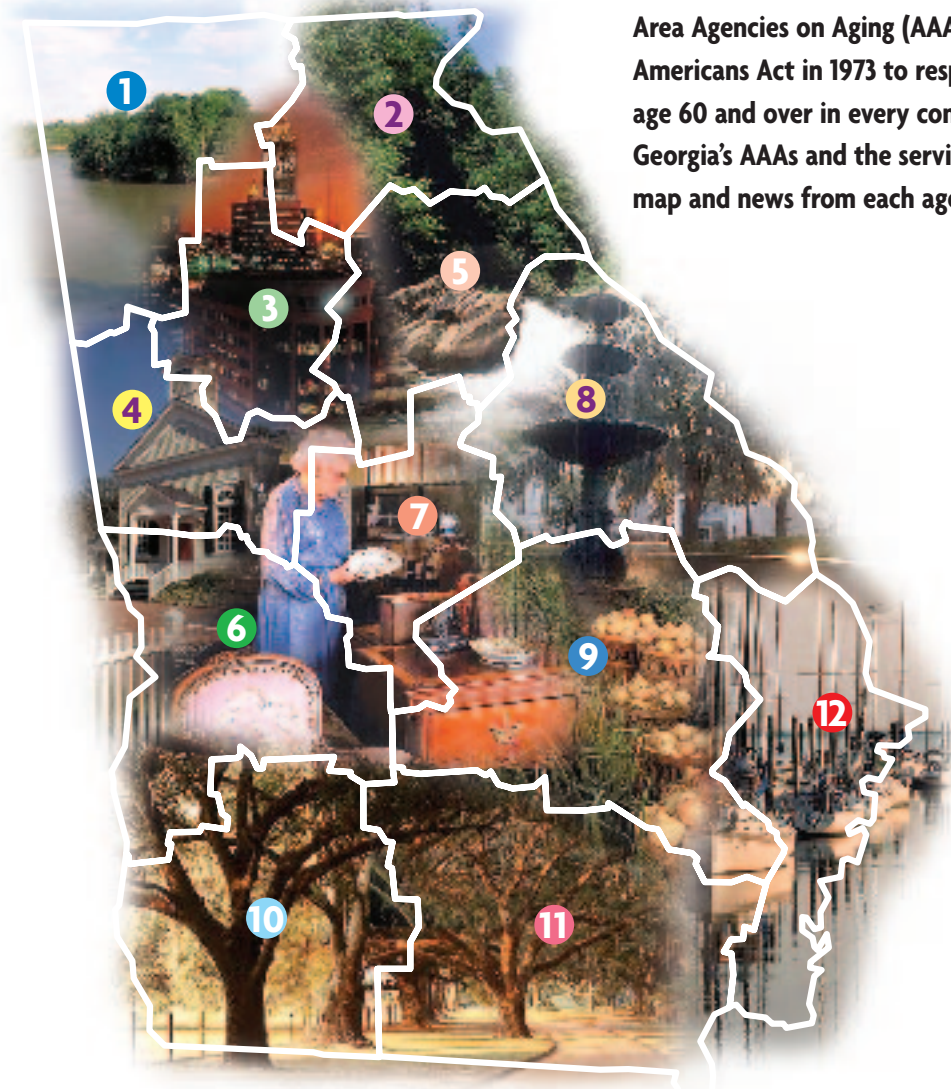 Area Agencies on Aging (AAA
Americans Act in 1973 to resp
age 60 and over in every con
Georgia's AAAs and the servi
map and news from each age
1
2
5
3
8
4
7
6
9
12
10
11